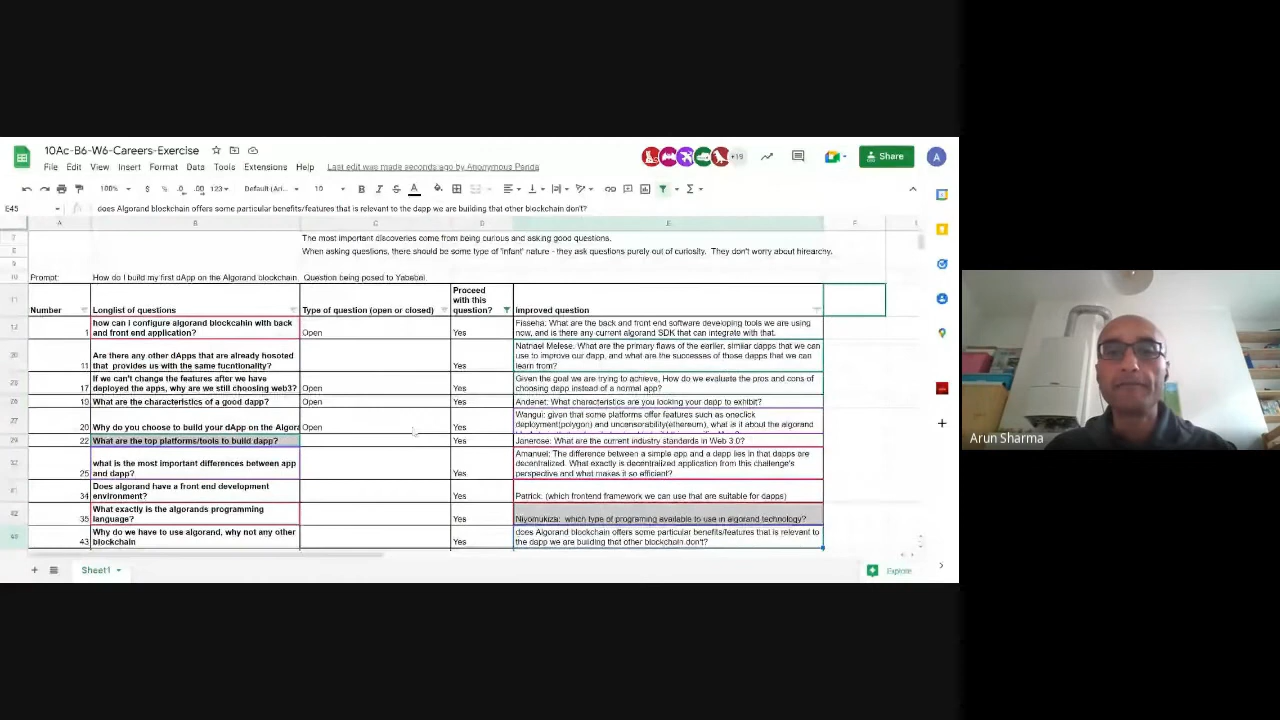 10Ac-B6-W6-Careers-Exercise
File Edit View Insert Format Data Tools Extensions Help Last edit was made seconds ago by Anonymous Panda
+19
Share
A
100% $ % .0 .00 123 Default (Ari... 10 B I S A
E45 fx does Algorand blockchain offers some particular benefits/features that is relevant to the dapp we are building that other blockchain don't?
A B C D E F
7 The most important discoveries come from being curious and asking good questions.
8 When asking questions, there should be some type of 'infant' nature - they ask questions purely out of curiosity. They don't worry about hirearchy.
9
10 Prompt: How do I build my first dApp on the Algorand blockchain. Question being posed to Yababal.
11 Number Longlist of questions Type of question (open or closed) Proceed with this question? Improved question
1 how can I configure algorand blockcahin with back
and front end application? Open Yes Fisseha: What are the back and front end software developing tools we are using
now, and is there any current algorand SDK that can integrate with that.
11 Are there any other dApps that are already hosoted
that provides us with the same fucntionality? Yes Natnael Melese: What are the primary flaws of the earlier, similar dapps that we can
use to improve our dapp, and what are the successes of those dapps that we can
learn from?
17 If we can't change the features after we have
deployed the apps, why are we still choosing web3? Open Yes Given the goal we are trying to achieve, How do we evaluate the pros and cons of
choosing dapp instead of a normal app?
19 What are the characteristics of a good dapp? Open Yes Andenet: What characteristics are you looking your dapp to exhibit?
20 Why do you choose to build your dApp on the Algora Open Yes Wangui: given that some platforms offer features such as oneclick
deployment(polygon) and uncensorability(ethereum), what is it about the algorand
22 What are the top platforms/tools to build dapp? Yes Janerose: What are the current industry standards in Web 3.0?
25 what is the most important differences between app
and dapp? Yes Amanuel: The difference between a simple app and a depp lies in that dapps are
decentralized. What exactly is decentralized application from this challenge's
perspective and what makes it so efficient?
34 Does algorand have a front end development
environment? Yes Patrick: (which frontend framework we can use that are suitable for dapps)
35 What exactly is the algorands programming
language? Yes Niyomukiza: which type of programing available to use in algorand technology?
43 Why do we have to use algorand, why not any other
blockchain Yes does Algorand blockchain offers some particular benefits/features that is relevant to
the dapp we are building that other blockchain don't?
Sheet1
Explore
Arun Sharma